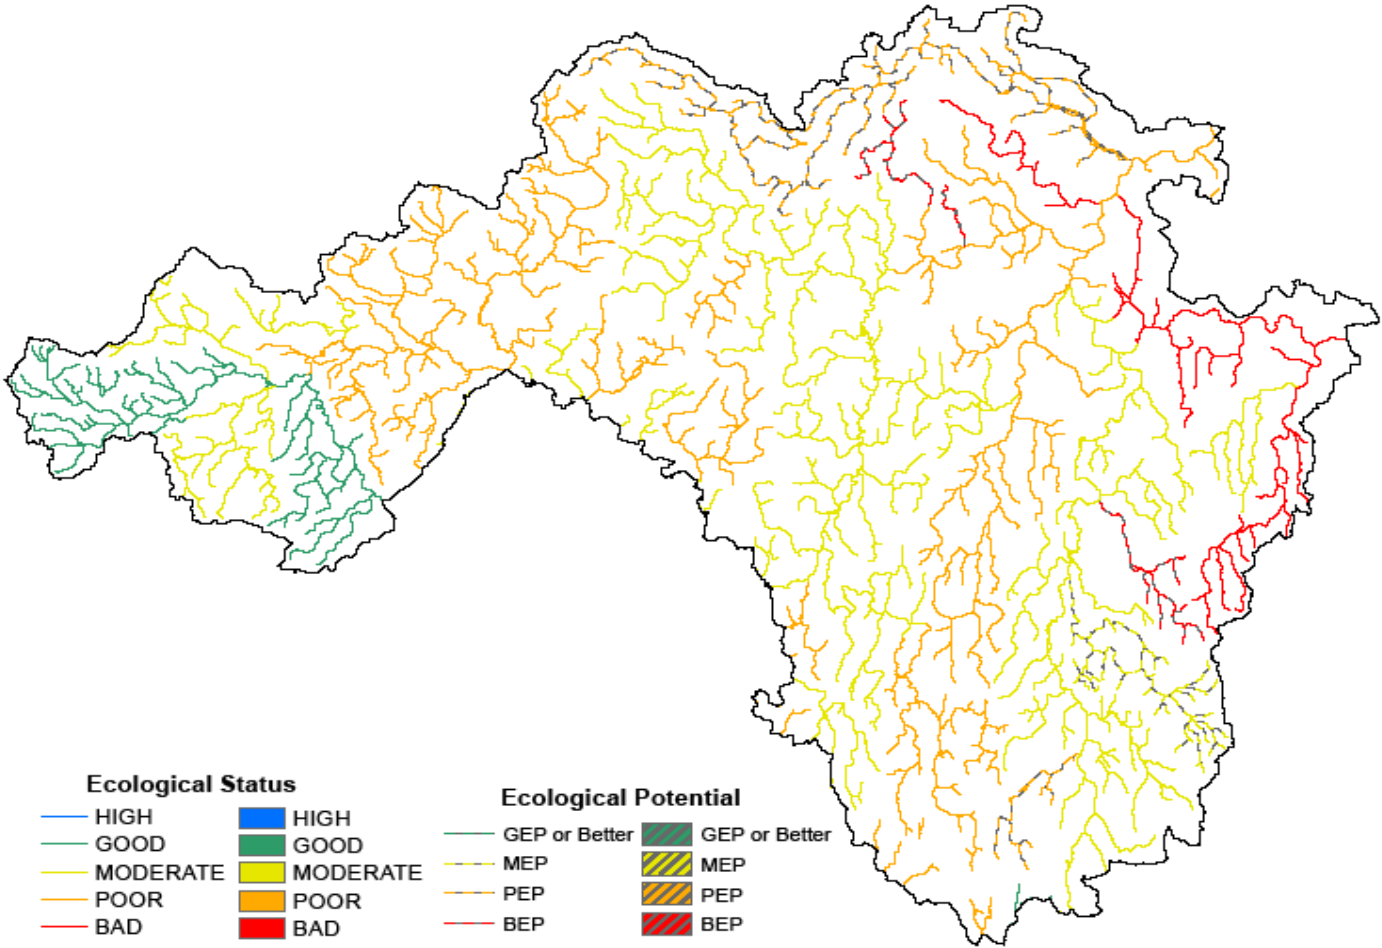 Ecological Status
HIGH HIGH
GOOD GOOD
MODERATE MODERATE
POOR POOR
BAD BAD
Ecological Potential
GEP or Better GEP or Better
MEP MEP
PEP PEP
BEP BEP